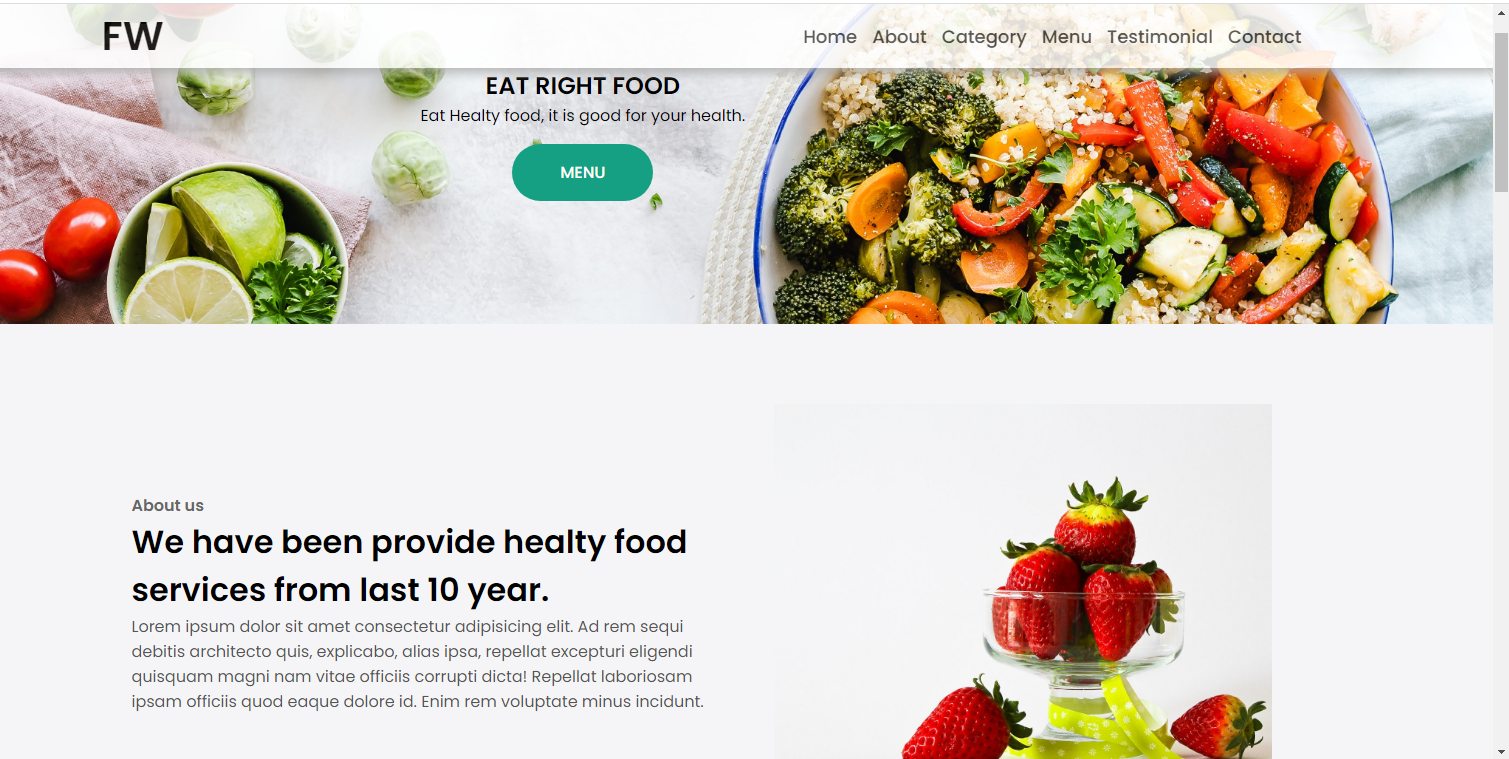 FW
Home About Category Menu Testimonial Contact
EAT RIGHT FOOD
Eat Healty food, it is good for your health.
MENU
About us
We have been provide healty food
services from last 10 year.
Lorem ipsum dolor sit amet consectetur adipisicing elit. Ad rem sequi
debitis architecto quis, explicabo, alias ipsa, repellat excepturi eligendi
quisquam magni nam vitae officiis corrupti dicta! Repellat laboriosam
ipsam officiis quod eaque dolore id. Enim rem voluptate minus incidunt.